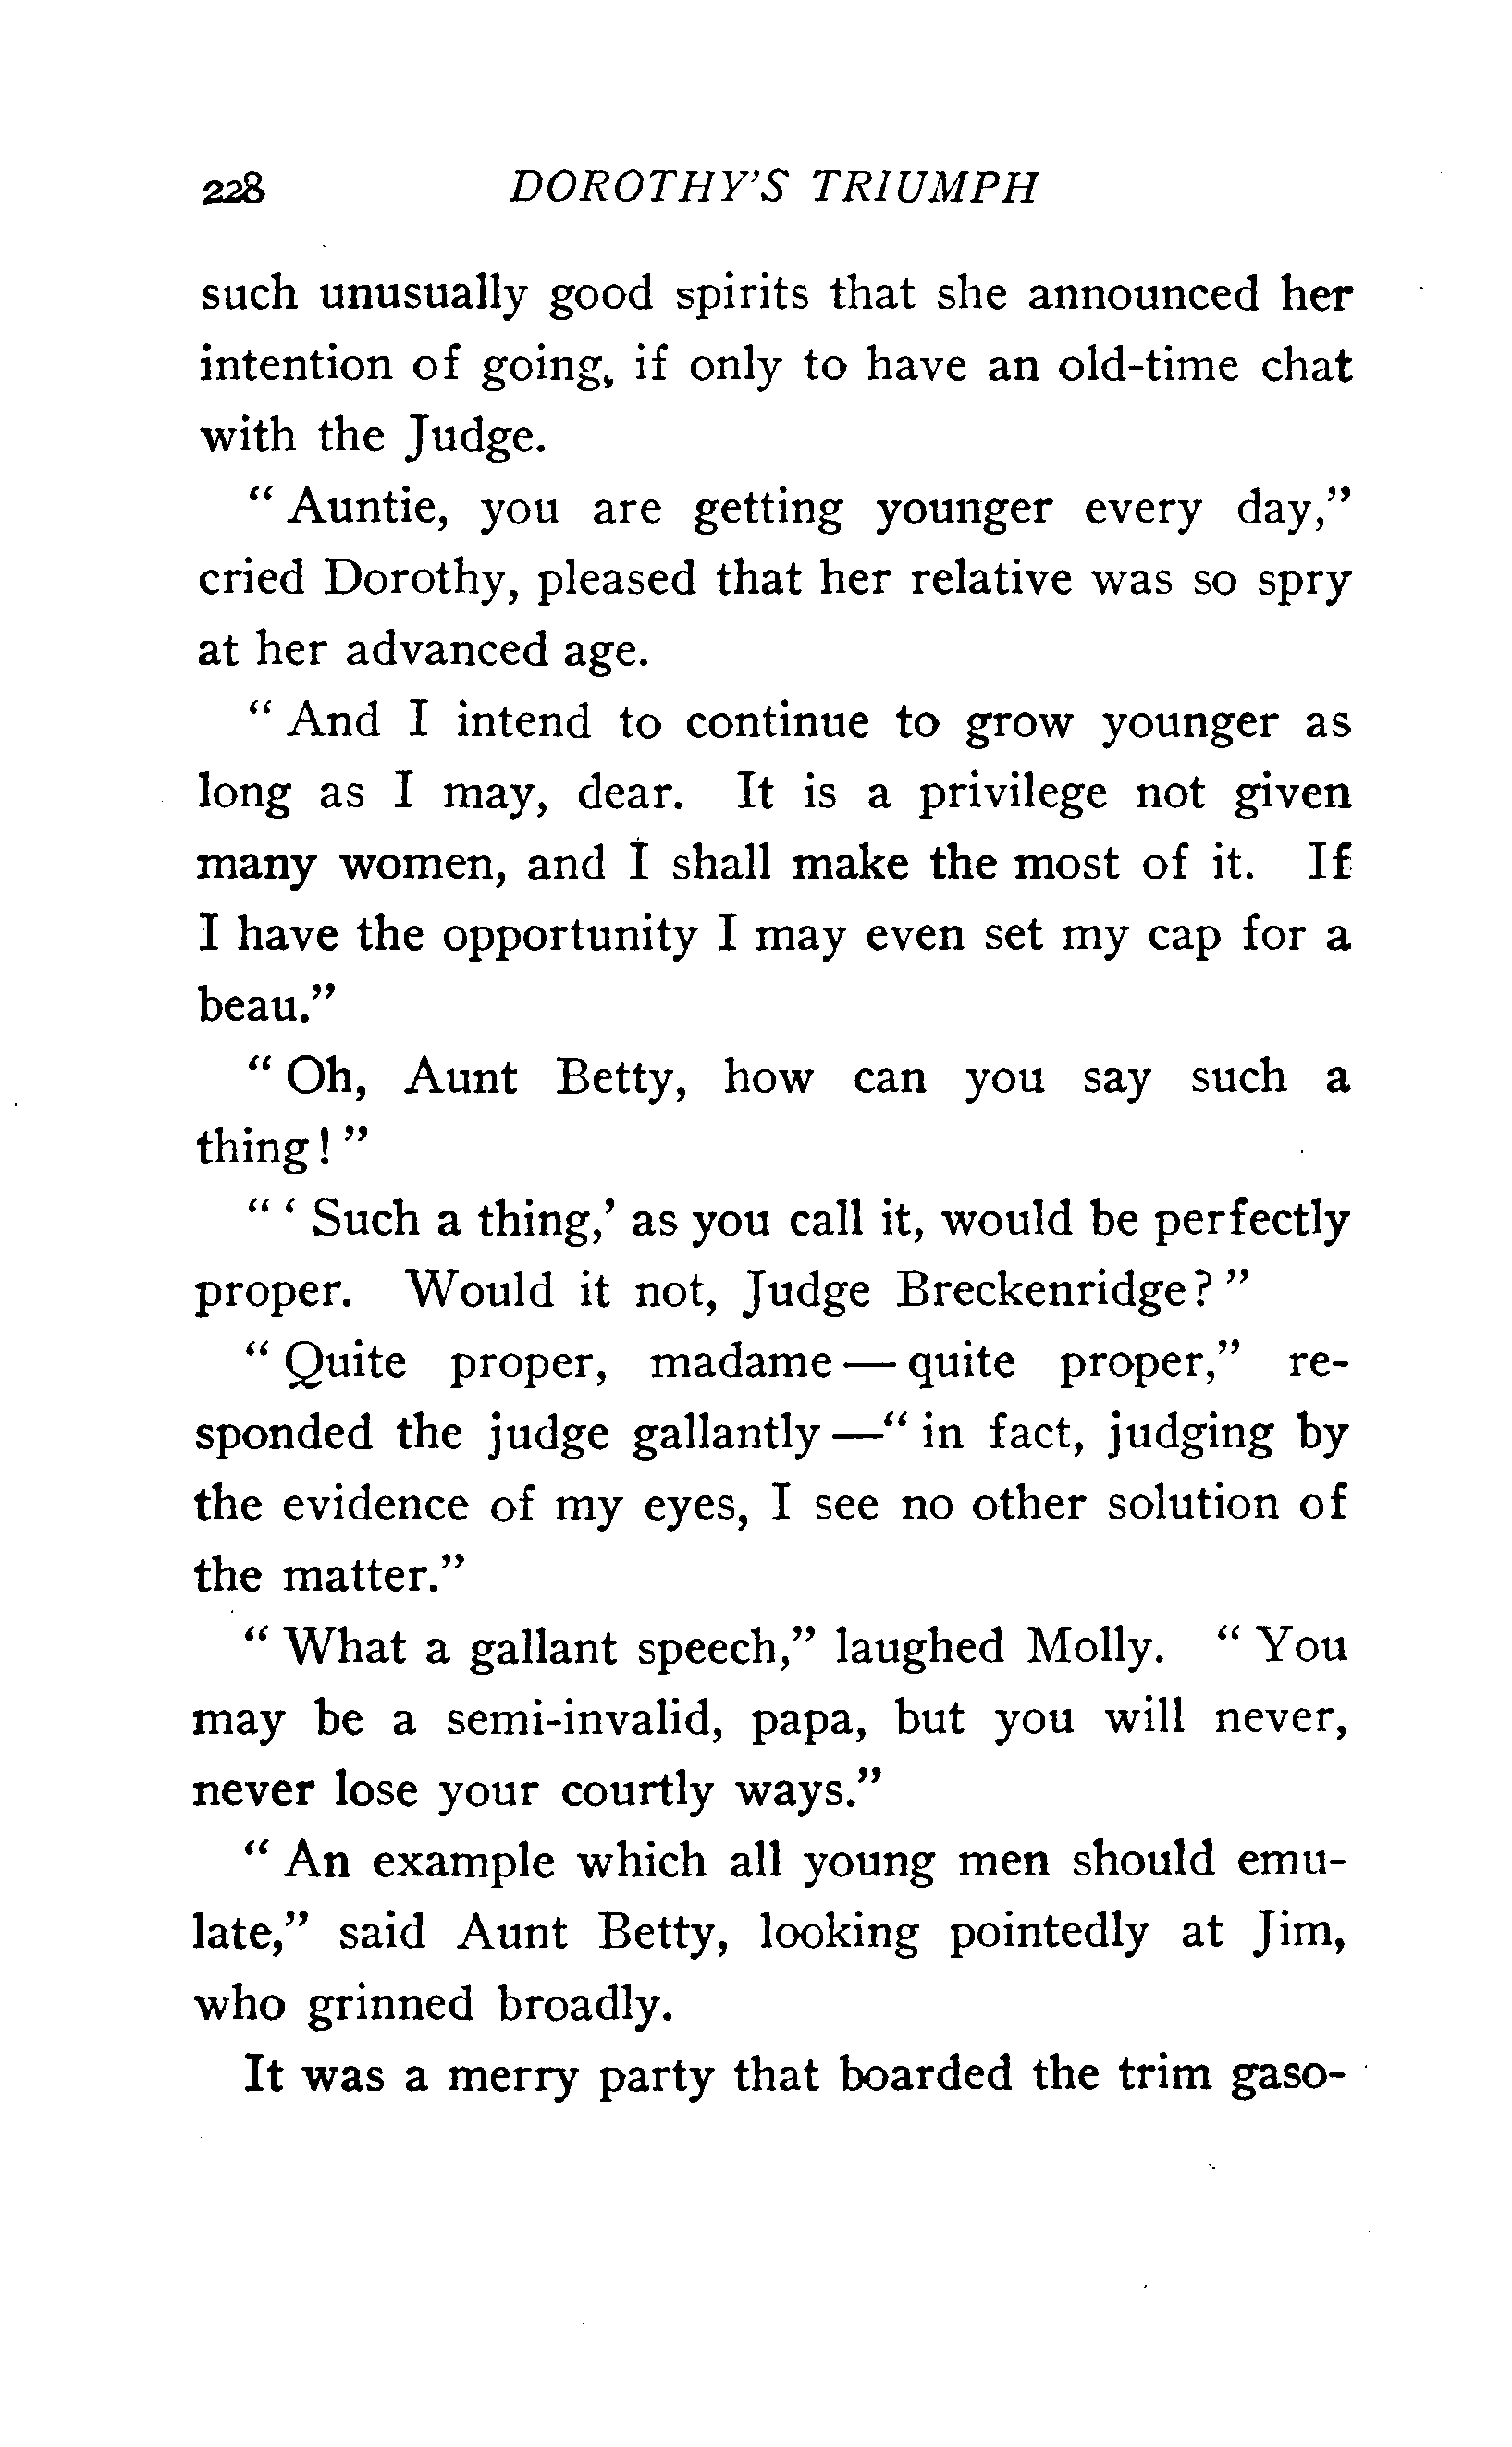 228 DOROTHY'S TRIUMPH
such unusually good spirits that she announced her
intention of going, if only to have an old-time chat
with the Judge.
" Auntie, you are getting younger every day,"
cried Dorothy, pleased that her relative was so spry
at her advanced age.
" And I intend to continue to grow younger as
long as I may, dear. It is a privilege not given
many women, and I shall make the most of it. If
I have the opportunity I may even set my cap for a
beau."
" Oh, Aunt Betty, how can you say such a
thing! "
" ' Such a thing,' as you call it, would be perfectly
proper. Would it not, Judge Breckenridge? "
" Quite proper, madame — quite proper," re-
sponded the judge gallantly —" in fact, judging by
the evidence of my eyes, I see no other solution of
the matter."
" What a gallant speech," laughed Molly. " You
may be a semi-invalid, papa, but you will never,
never lose your courtly ways."
" An example which all young men should emu-
late," said Aunt Betty, looking pointedly at Jim,
who grinned broadly.
It was a merry party that boarded the trim gaso-